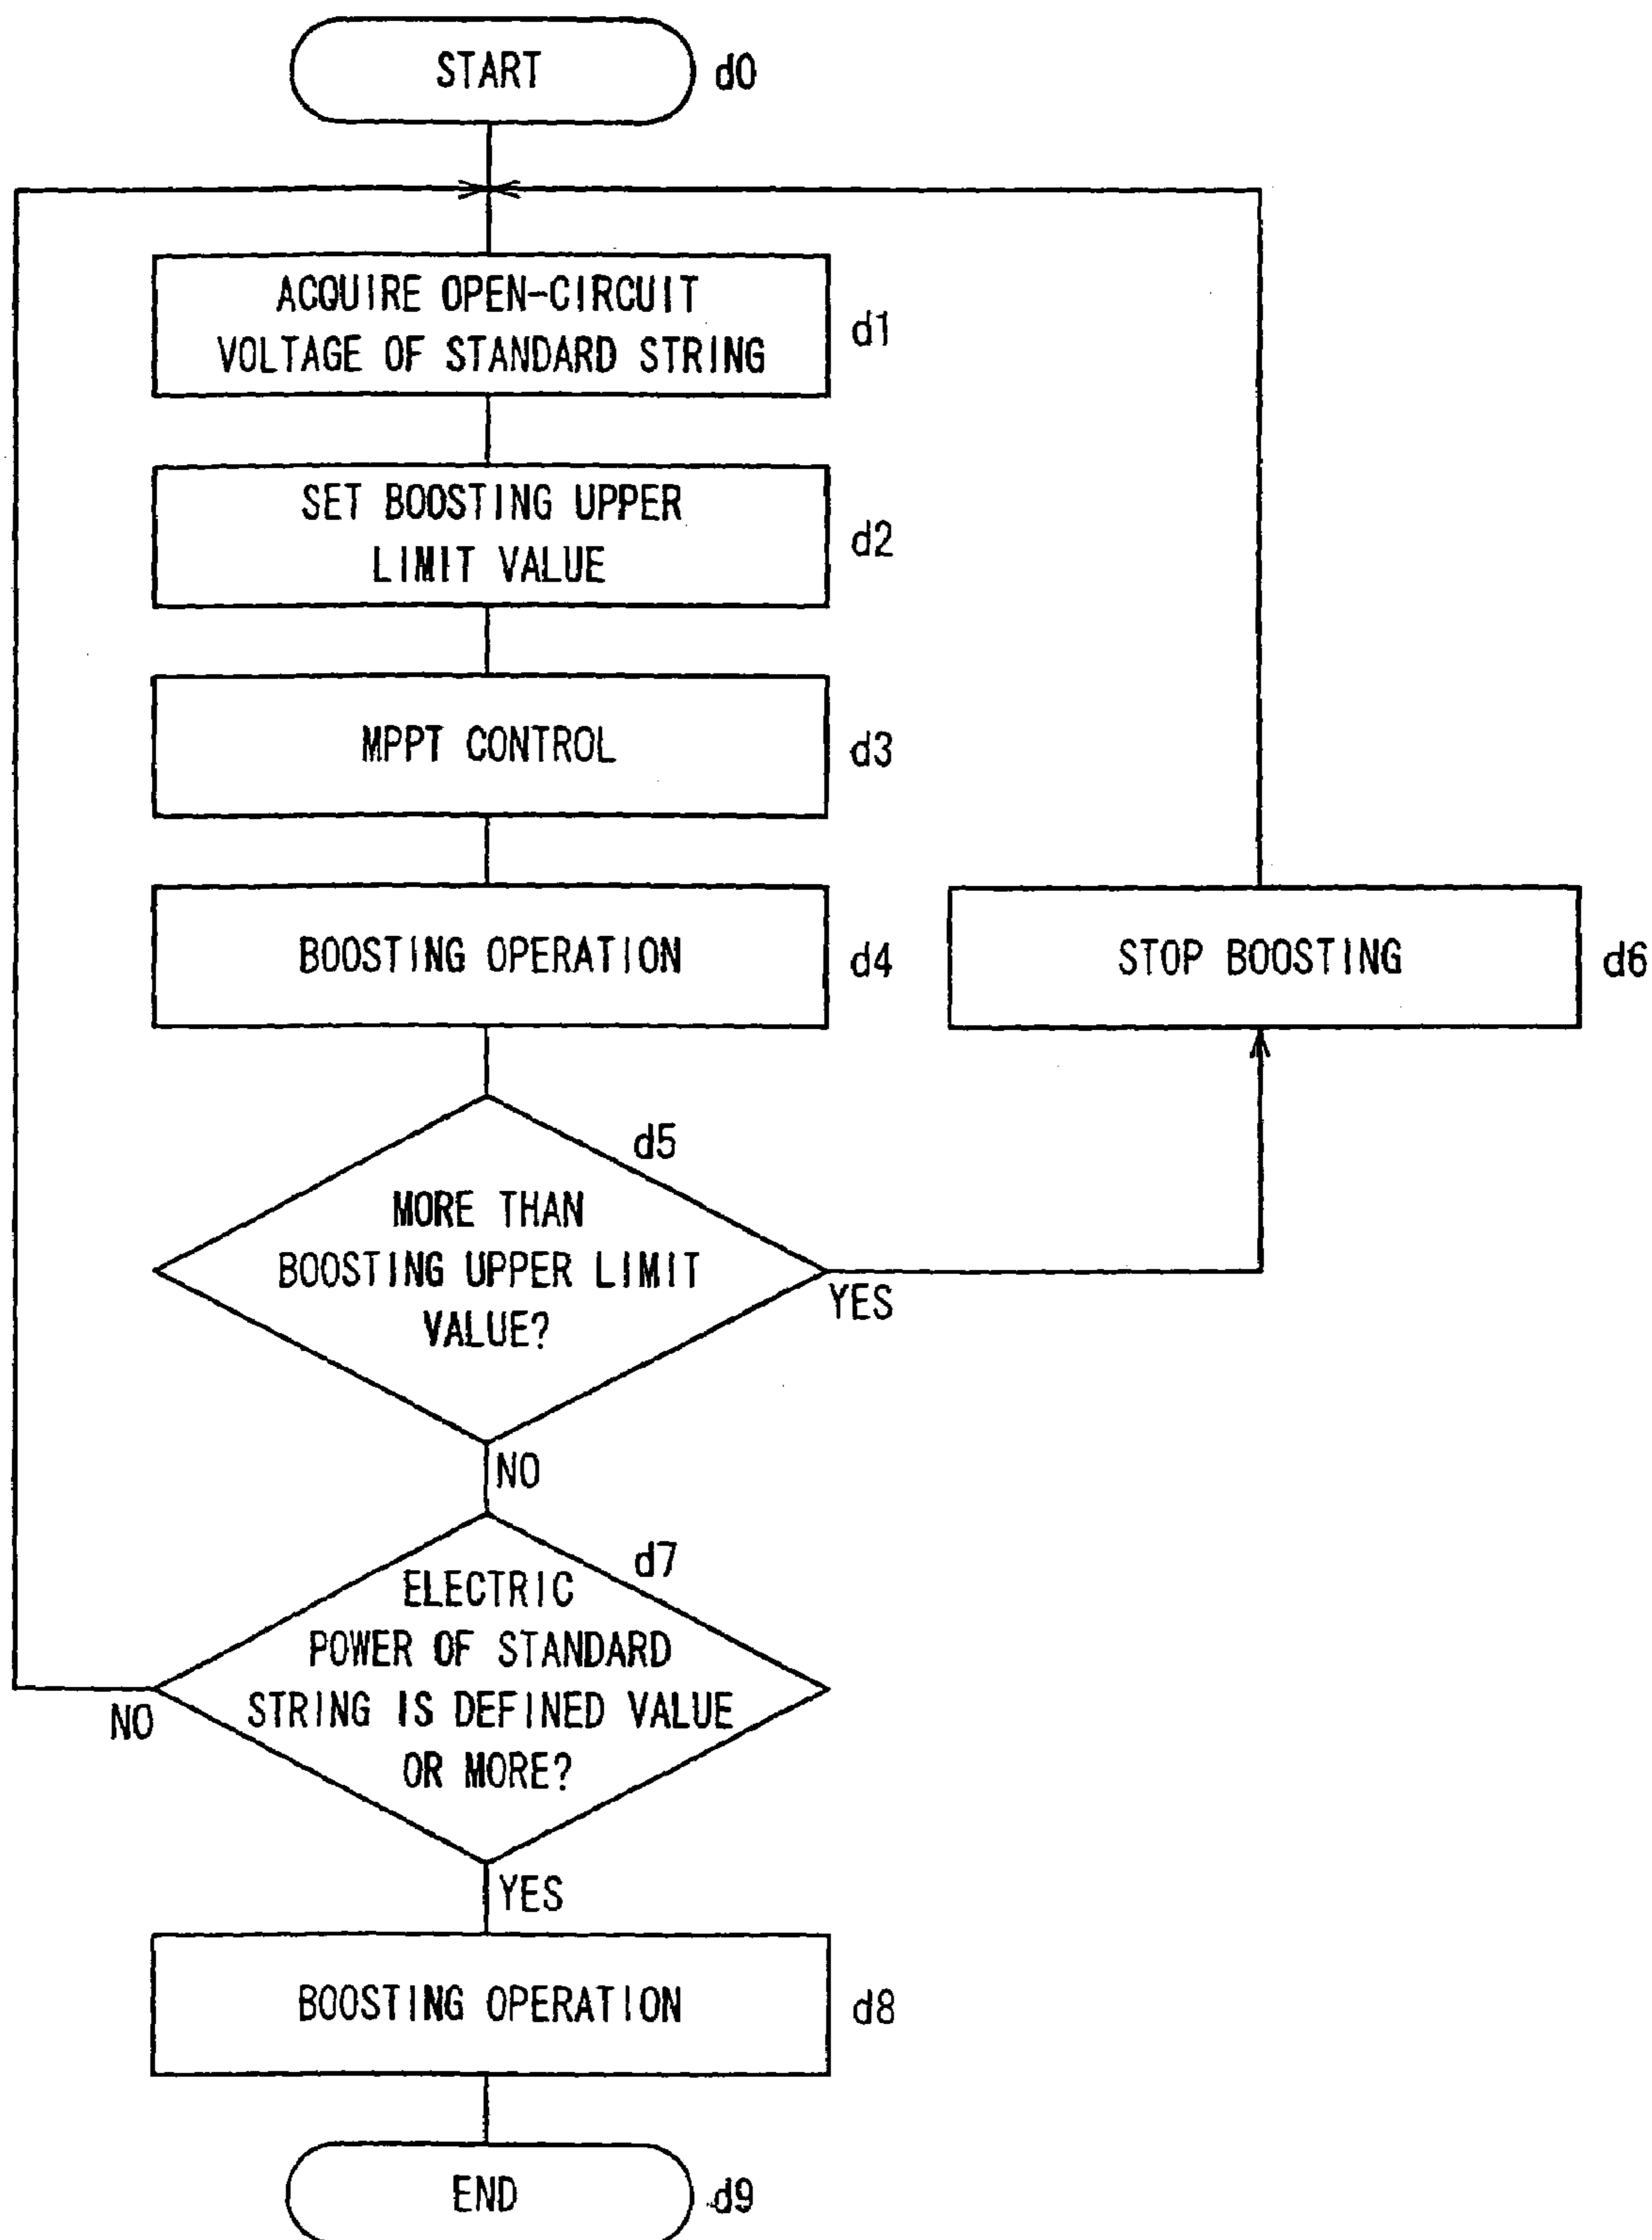 START
d0
ACQUIRE OPEN-CIRCUIT
VOLTAGE OF STANDARD STRING
d1
SET BOOSTING UPPER
LIMIT VALUE
d2
MPPT CONTROL
d3
BOOSTING OPERATION
d4
STOP BOOSTING
d6
d5
MORE THAN
BOOSTING UPPER LIMIT
VALUE?
YES
NO
d7
ELECTRIC
POWER OF STANDARD
STRING IS DEFINED VALUE
OR MORE?
NO
YES
BOOSTING OPERATION
d8
END
d9